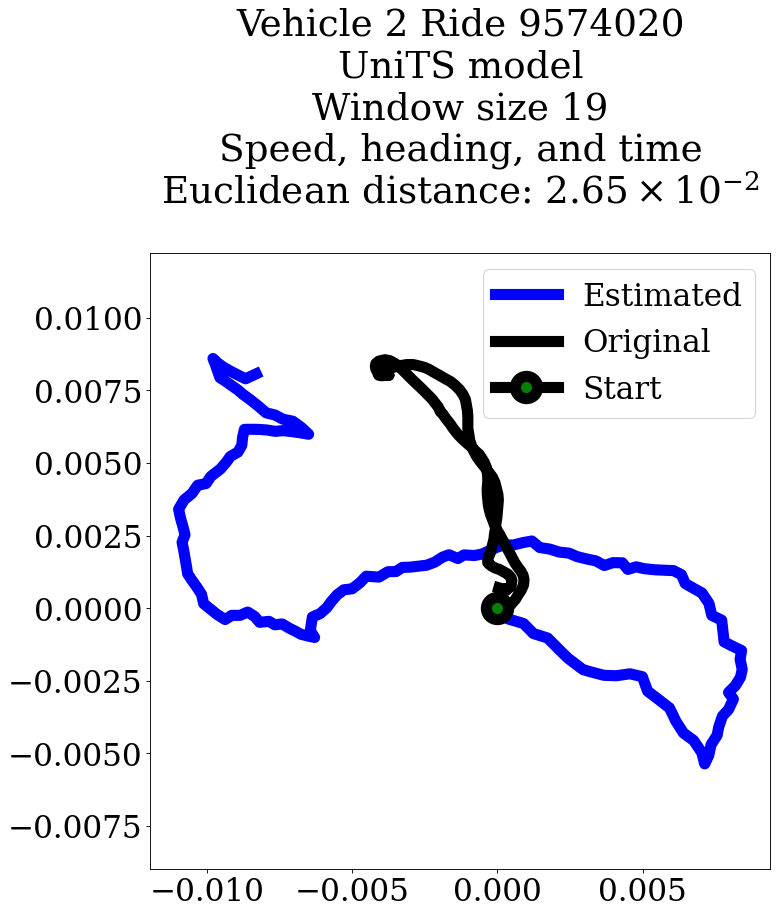 Vehicle 2 Ride 9574020
UniTS model
Window size 19
Speed, heading, and time
Euclidean distance: 2.65 × 10⁻²
Estimated
Original
Start
0.0100
0.0075
0.0050
0.0025
0.0000
−0.0025
−0.0050
−0.0075
−0.010 −0.005 0.000 0.005